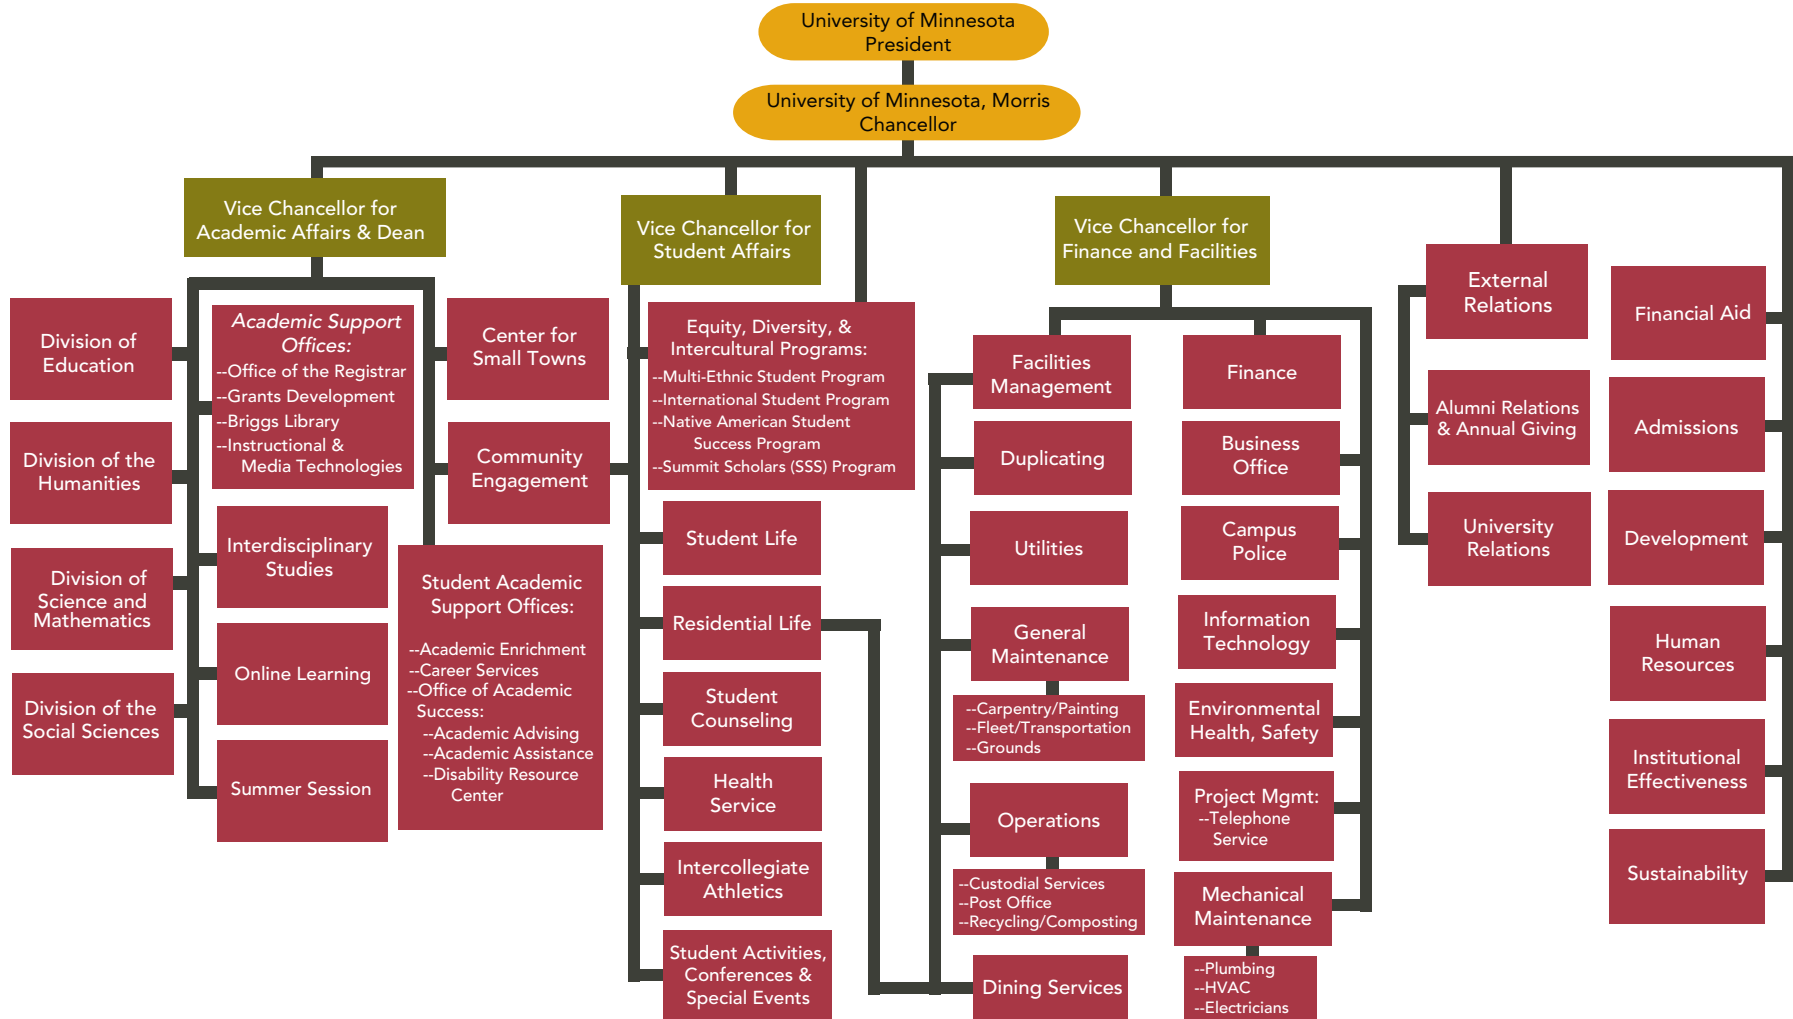 University of Minnesota
President
University of Minnesota, Morris
Chancellor
Vice Chancellor for
Academic Affairs & Dean
Vice Chancellor for
Student Affairs
Vice Chancellor for
Finance and Facilities
External
Relations
Division of
Education
Division of the
Humanities
Division of
Science and
Mathematics
Division of the
Social Sciences
Academic Support
Offices:
--Office of the Registrar
--Grants Development
--Briggs Library
--Instructional &
Media Technologies
Interdisciplinary
Studies
Online Learning
Summer Session
Center for
Small Towns
Community
Engagement
Student Academic
Support Offices:
--Academic Enrichment
--Career Services
--Office of Academic
Success:
--Academic Advising
--Academic Assistance
--Disability Resource
Center
Equity, Diversity, &
Intercultural Programs:
--Multi-Ethnic Student Program
--International Student Program
--Native American Student
Success Program
--Summit Scholars (SSS) Program
Student Life
Residential Life
Student
Counseling
Health
Service
Intercollegiate
Athletics
Student Activities,
Conferences &
Special Events
Facilities
Management
Duplicating
Utilities
General
Maintenance
--Carpentry/Painting
--Fleet/Transportation
--Grounds
Operations
--Custodial Services
--Post Office
--Recycling/Composting
Dining Services
Finance
Business
Office
Campus
Police
Information
Technology
Environmental
Health, Safety
Project Mgmt:
--Telephone
Service
Mechanical
Maintenance
--Plumbing
--HVAC
--Electricians
Alumni Relations
& Annual Giving
University
Relations
Financial Aid
Admissions
Development
Human
Resources
Institutional
Effectiveness
Sustainability